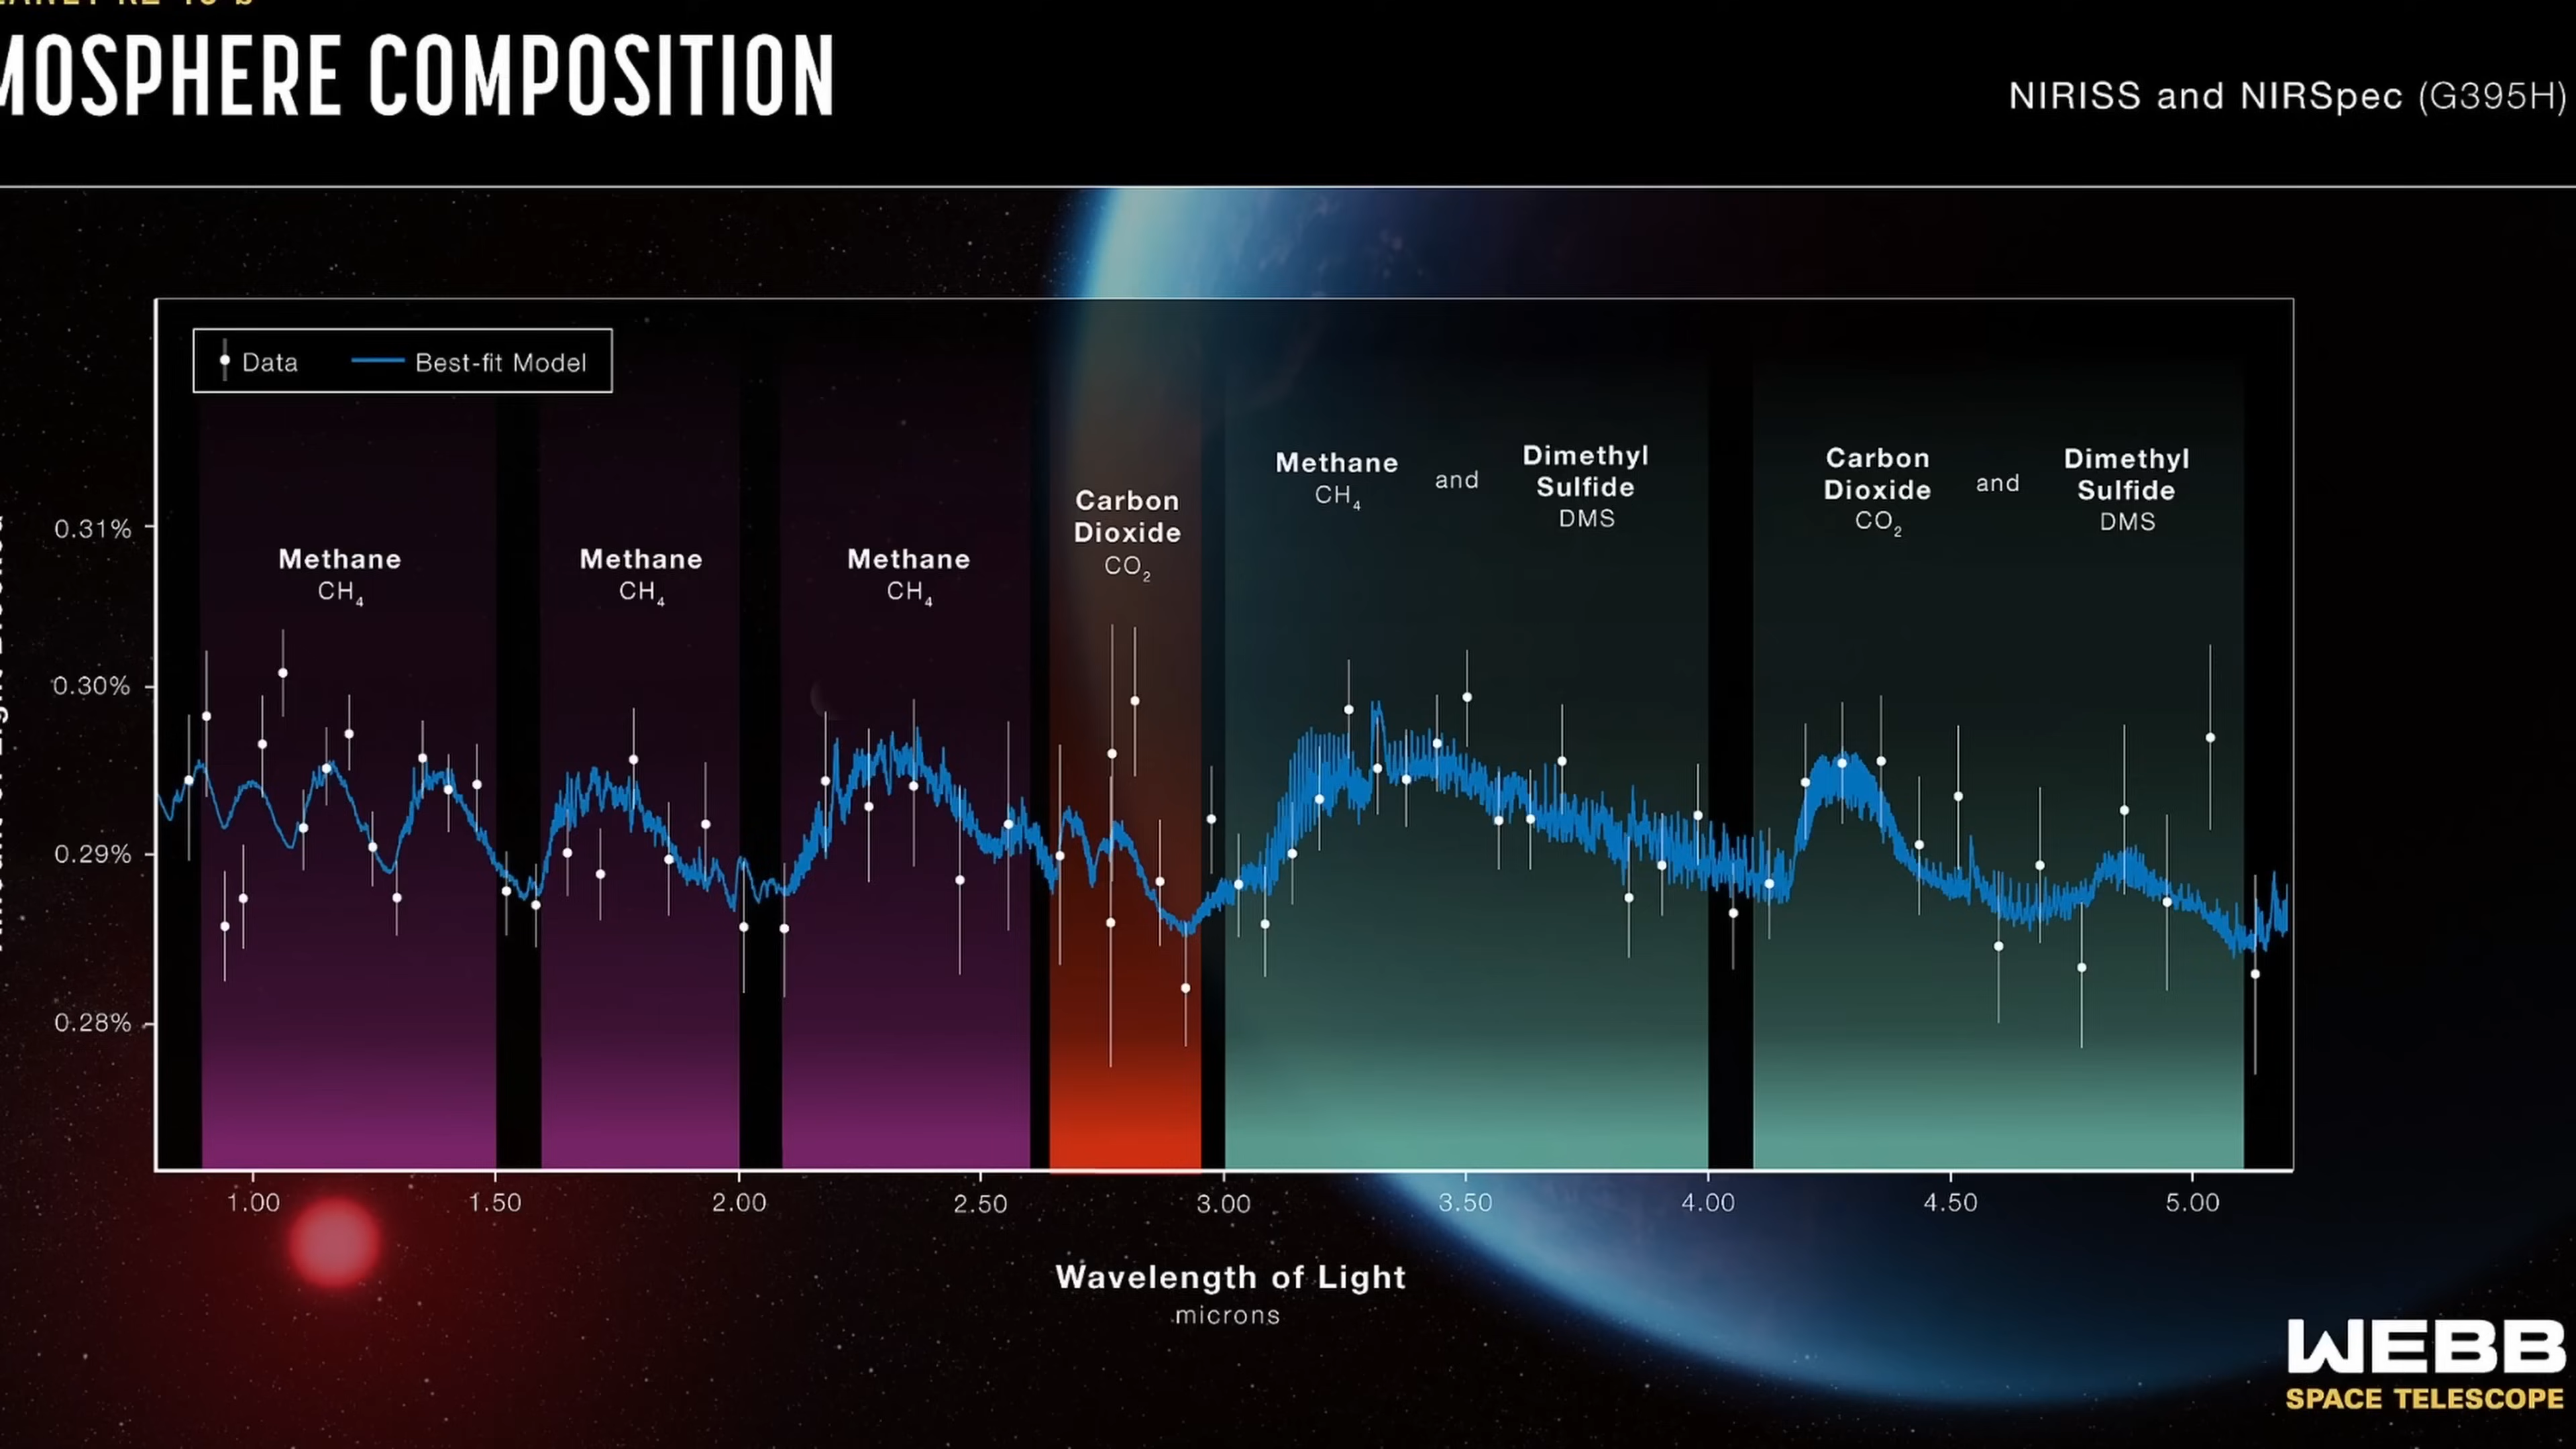 MOSPHERE COMPOSITION
NIRISS and NIRSpec (G395H)
Data
Best-fit Model
Methane
CH₄
Methane
CH₄
Methane
CH₄
Carbon
Dioxide
CO₂
Methane
CH₄
and
Dimethyl
Sulfide
DMS
Carbon
Dioxide
CO₂
and
Dimethyl
Sulfide
DMS
0.31%
0.30%
0.29%
0.28%
1.00 1.50 2.00 2.50 3.00 3.50 4.00 4.50 5.00
Wavelength of Light
microns
WEBB
SPACE TELESCOPE